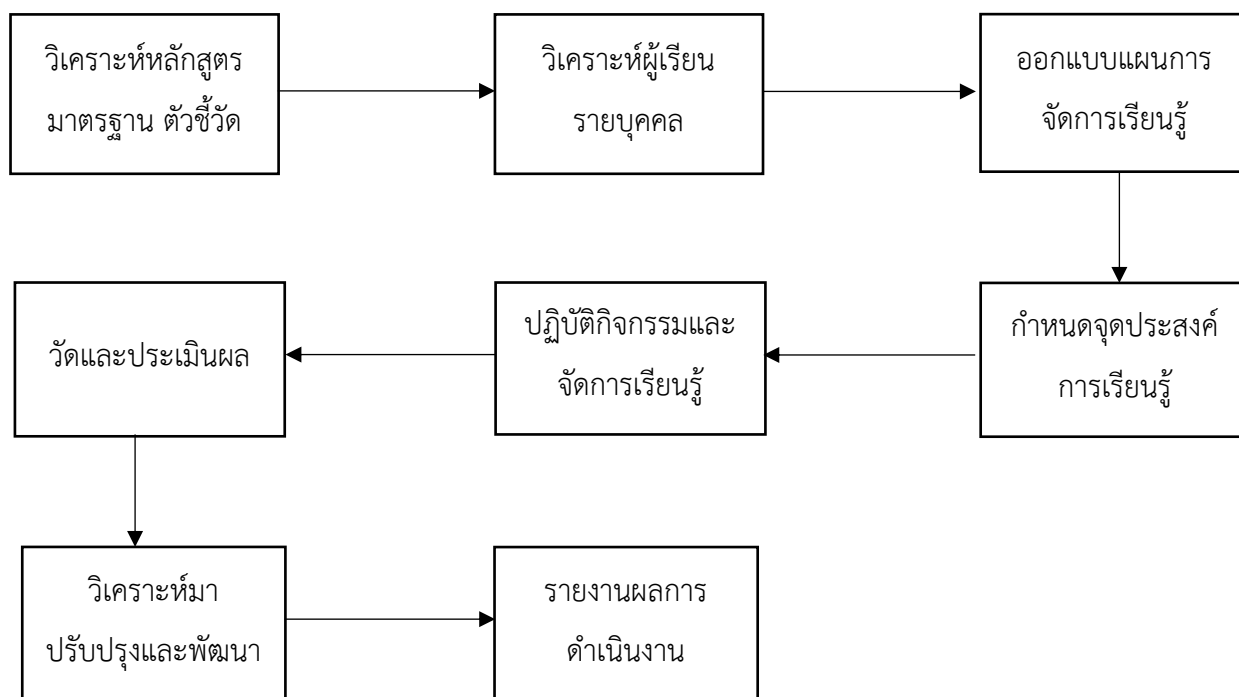 วิเคราะห์หลักสูตร
มาตรฐาน ตัวชี้วัด
วิเคราะห์ผู้เรียน
รายบุคคล
ออกแบบแผนการ
จัดการเรียนรู้
กำหนดจุดประสงค์
การเรียนรู้
ปฏิบัติกิจกรรมและ
จัดการเรียนรู้
วัดและประเมินผล
วิเคราะห์มา
ปรับปรุงและพัฒนา
รายงานผลการ
ดำเนินงาน